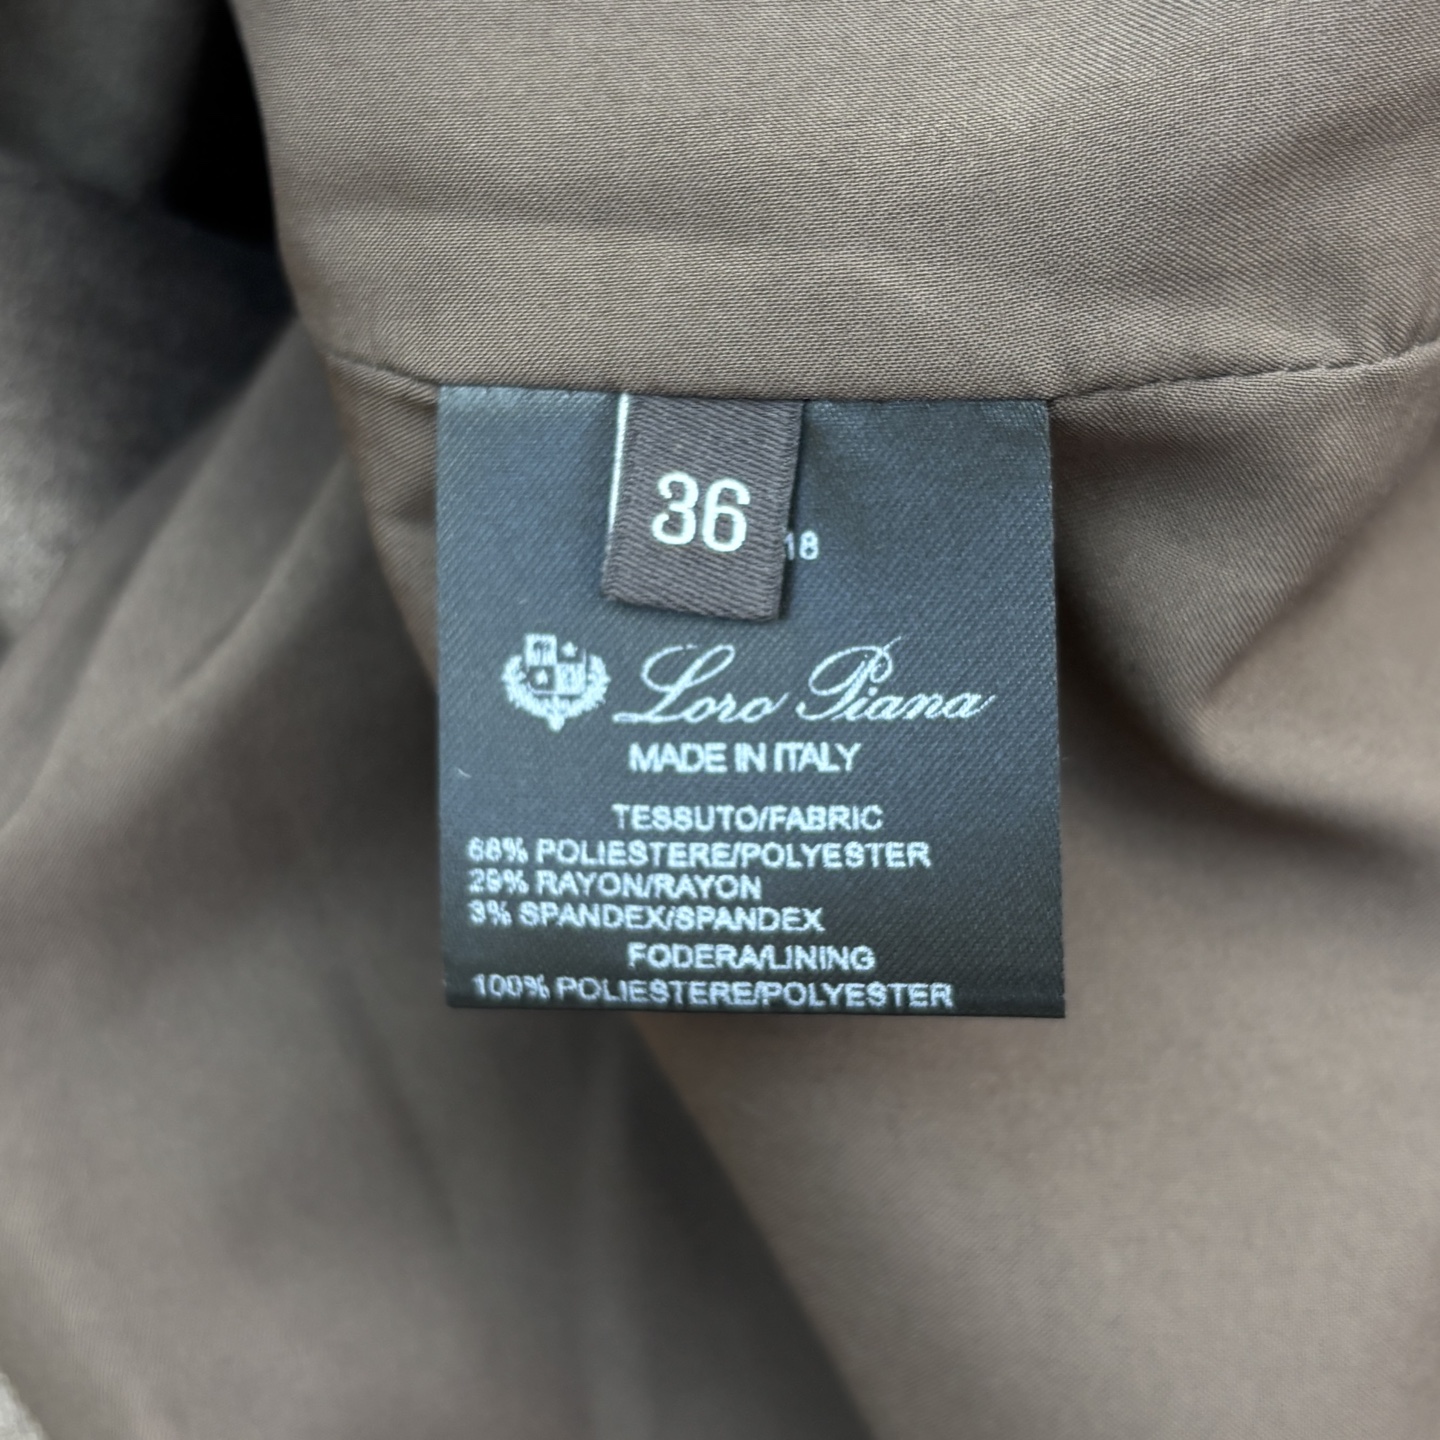 36
18
Loro Piana
MADE IN ITALY
TESSUTO/FABRIC
68% POLIESTERE/POLYESTER
29% RAYON/RAYON
3% SPANDEX/SPANDEX
FODERA/LINING
100% POLIESTERE/POLYESTER